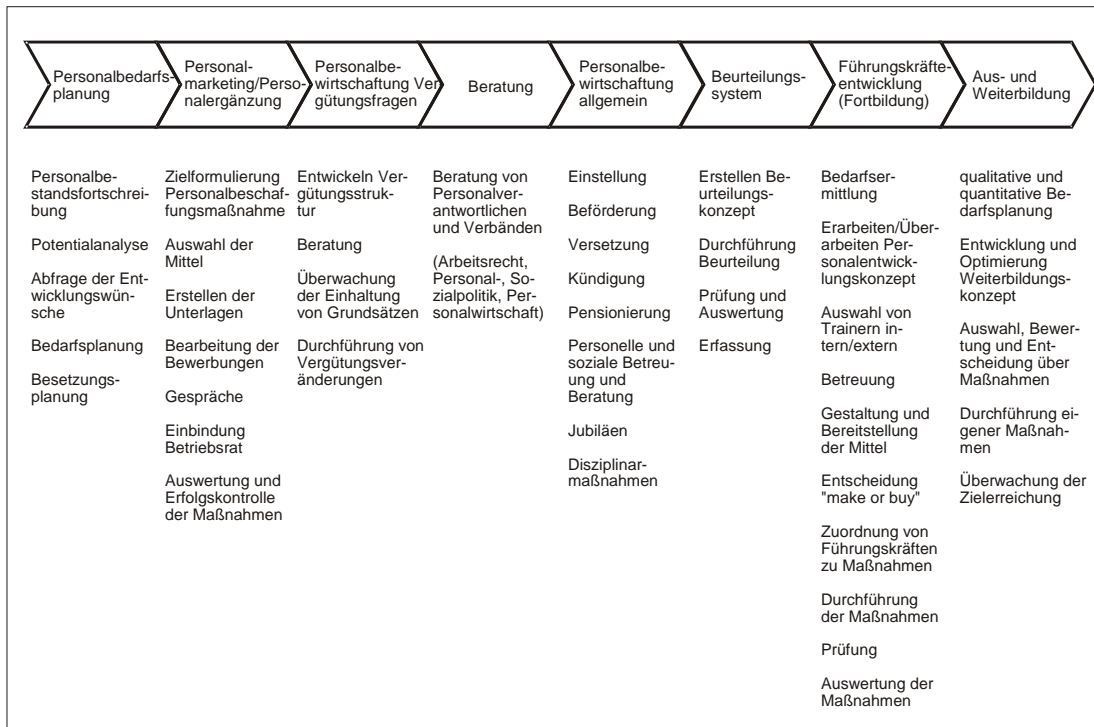 Personalbedarfs-
planung
Personal-
marketing/Perso-
nalergänzung
Personalbe-
wirtschaftung Ver
gütungsfragen
Beratung
Personalbe-
wirtschaftung
allgemein
Beurteilungs-
system
Führungskräfte-
entwicklung
(Fortbildung)
Aus- und
Weiterbildung
Personalbe-
standsfortschrei-
bung
Potentialanalyse
Abfrage der Ent-
wicklungswün-
sche
Bedarfsplanung
Besetzungs-
planung
Zielformulierung
Personalbeschaf-
fungsmaßnahme
Auswahl der
Mittel
Erstellen der
Unterlagen
Bearbeitung der
Bewerbungen
Gespräche
Einbindung
Betriebsrat
Auswertung und
Erfolgskontrolle
der Maßnahmen
Entwickeln Ver-
gütungsstruk-
tur
Beratung
Überwachung
der Einhaltung
von Grundsätzen
Durchführung von
Vergütungsver-
änderungen
Beratung von
Personalver-
antwortlichen
und Verbänden
(Arbeitsrecht,
Personal-, So-
zialpolitik, Per-
sonalwirtschaft)
Einstellung
Beförderung
Versetzung
Kündigung
Pensionierung
Personelle und
soziale Betreu-
ung und
Beratung
Jubiläen
Disziplinar-
maßnahmen
Erstellen Be-
urteilungs-
konzept
Durchführung
Beurteilung
Prüfung und
Auswertung
Erfassung
Bedarfser-
mittlung
Erarbeiten/Über-
arbeiten Per-
sonalentwick-
lungskonzept
Auswahl von
Trainern in-
tern/extern
Betreuung
Gestaltung und
Bereitstellung
der Mittel
Entscheidung
"make or buy"
Zuordnung von
Führungskräften
zu Maßnahmen
Durchführung
der Maßnahmen
Prüfung
Auswertung der
Maßnahmen
qualitative und
quantitative Be-
darfsplanung
Entwicklung und
Optimierung
Weiterbildungs-
konzept
Auswahl, Bewer-
tung und Ent-
scheidung über
Maßnahmen
Durchführung ei-
gener Maßnah-
men
Überwachung der
Zielerreichung